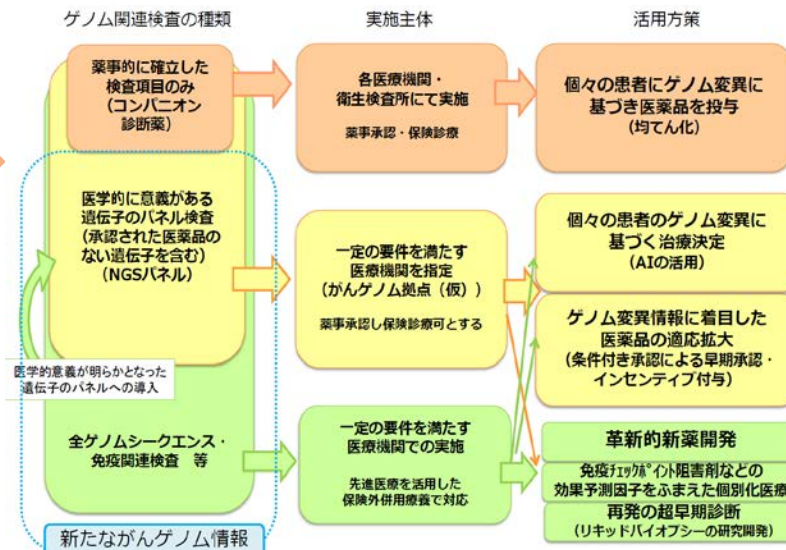 ゲノム関連検査の種類
実施主体
活用方策
薬事的に確立した
検査項目のみ
（コンパニオン
診断薬）
各医療機関・
衛生検査所にて実施
薬事承認・保険診療
個々の患者にゲノム変異に
基づき医薬品を投与
（均てん化）
医学的に意義がある
遺伝子のパネル検査
（承認された医薬品の
ない遺伝子を含む）
（NGSパネル）
一定の要件を満たす
医療機関を指定
（がんゲノム拠点（仮））
薬事承認し保険診療可とする
個々の患者のゲノム変異に
基づく治療決定
（AIの活用）
ゲノム変異情報に着目した
医薬品の適応拡大
（条件付き承認による早期承認・
インセンティブ付与）
医学的意義が明らかとなった
遺伝子のパネルへの導入
全ゲノムシークエンス・
免疫関連検査　等
一定の要件を満たす
医療機関での実施
先進医療を活用した
保険外併用療養で対応
革新的新薬開発
免疫ﾁｪｯｸﾎﾟｲﾝﾄ阻害剤などの
効果予測因子をふまえた個別化医療
再発の超早期診断
（リキッドバイオプシーの研究開発）
新たながんゲノム情報